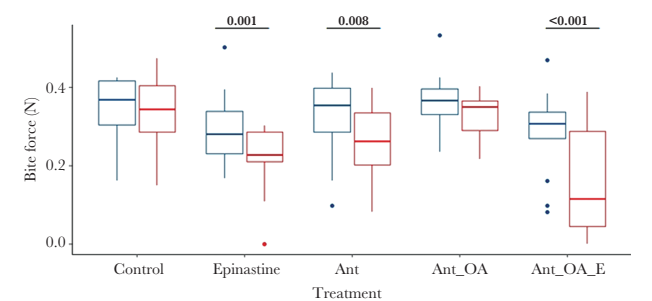 0.001 0.008 <0.001
Bite force (N)
0.4
0.2
0.0
Control Epinastine Ant Ant_OA Ant_OA_E
Treatment